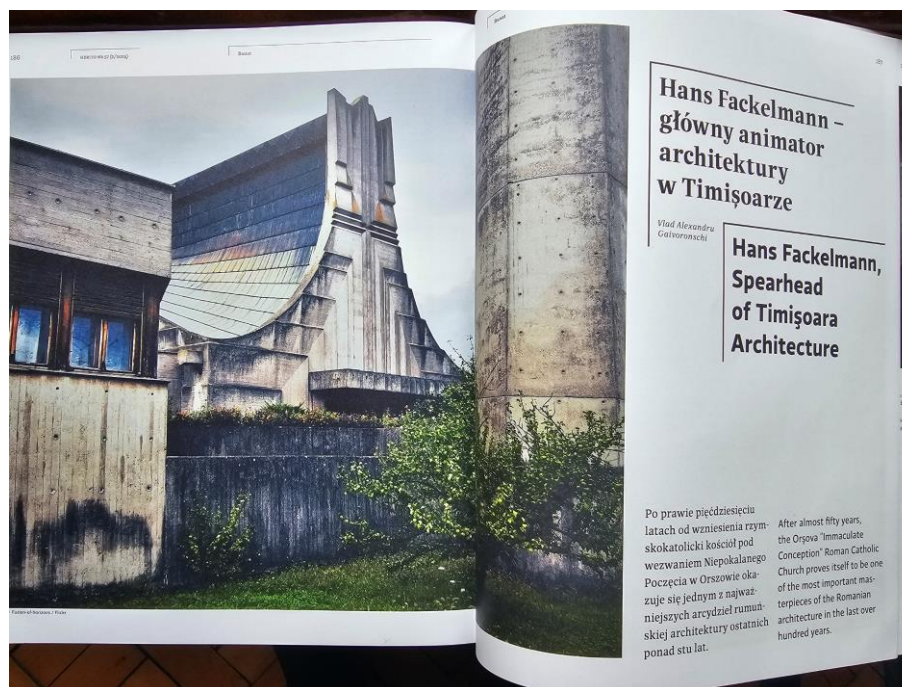 188
Hans Fackelmann –
główny animator
architektury
w Timișoarze
Vlad Alexandru
Gaivoronschi
Hans Fackelmann,
Spearhead
of Timişoara
Architecture
Po prawie pięćdziesięciu
latach od wzniesienia rzym-
skokatolicki kościół pod
wezwaniem Niepokalanego
Poczęcia w Orszowie oka-
zuje się jednym z najważ-
niejszych arcydzieł rumuń-
skiej architektury ostatnich
ponad stu lat.
After almost fifty years,
the Orşova “Immaculate
Conception” Roman Catholic
Church proves itself to be one
of the most important mas-
terpieces of the Romanian
architecture in the last over
hundred years.